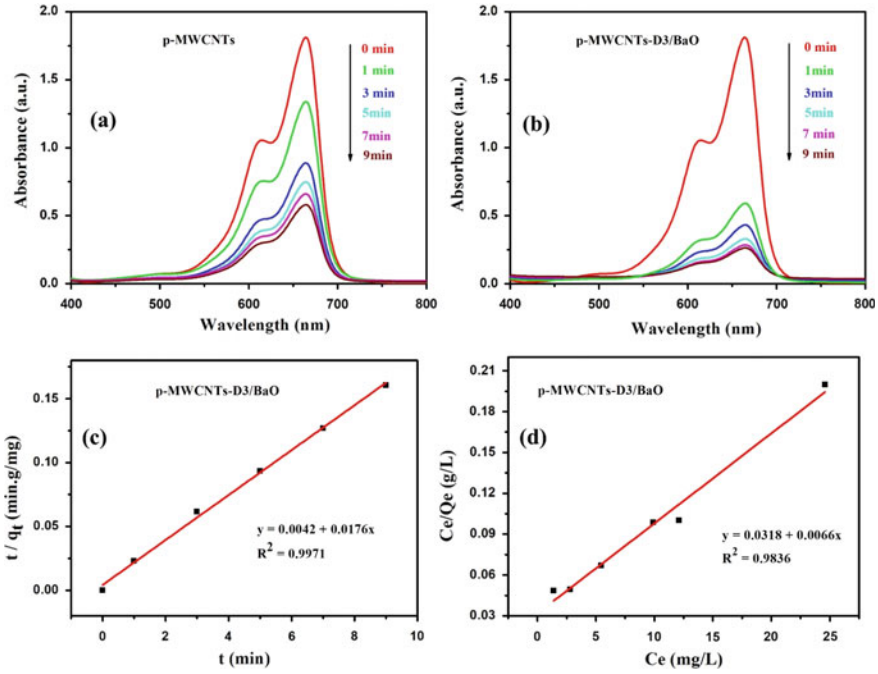 2.0
1.5
1.0
0.5
0.0
Absorbance (a.u.)
p-MWCNTs
(a)
0 min
1 min
3 min
5min
7min
9min
400 500 600 700 800
Wavelength (nm)
2.0
1.5
1.0
0.5
0.0
Absorbance (a.u.)
p-MWCNTs-D3/BaO
(b)
0 min
1min
3min
5min
7 min
9 min
400 500 600 700 800
Wavelength (nm)
0.15
0.10
0.05
0.00
t / qt (min.g/mg)
p-MWCNTs-D3/BaO
(c)
y = 0.0042 + 0.0176x
R2 = 0.9971
0 2 4 6 8 10
t (min)
0.21
0.18
0.15
0.12
0.09
0.06
0.03
Ce/Qe (g/L)
p-MWCNTs-D3/BaO
(d)
y = 0.0318 + 0.0066x
R2 = 0.9836
0 5 10 15 20 25
Ce (mg/L)